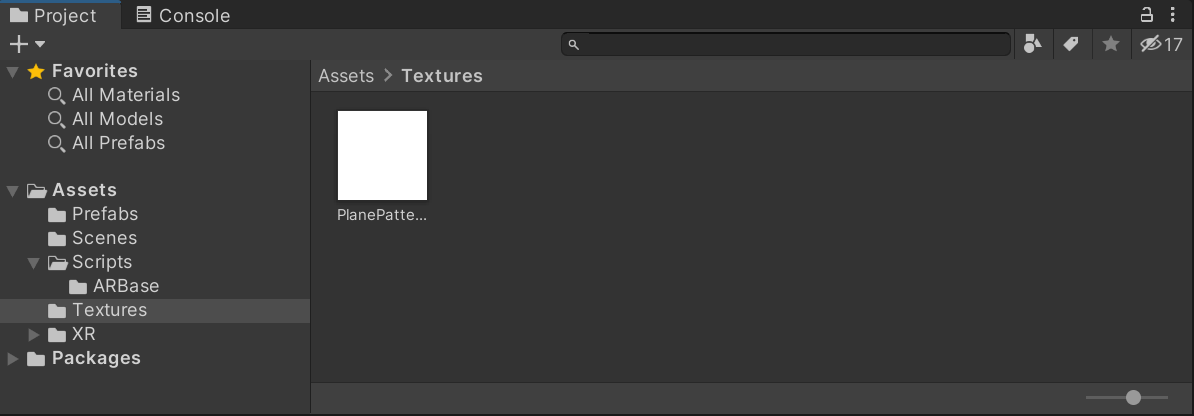 Project Console
17
Favorites
All Materials
All Models
All Prefabs
Assets
Prefabs
Scenes
Scripts
ARBase
Textures
XR
Packages
Assets > Textures
PlanePatte...